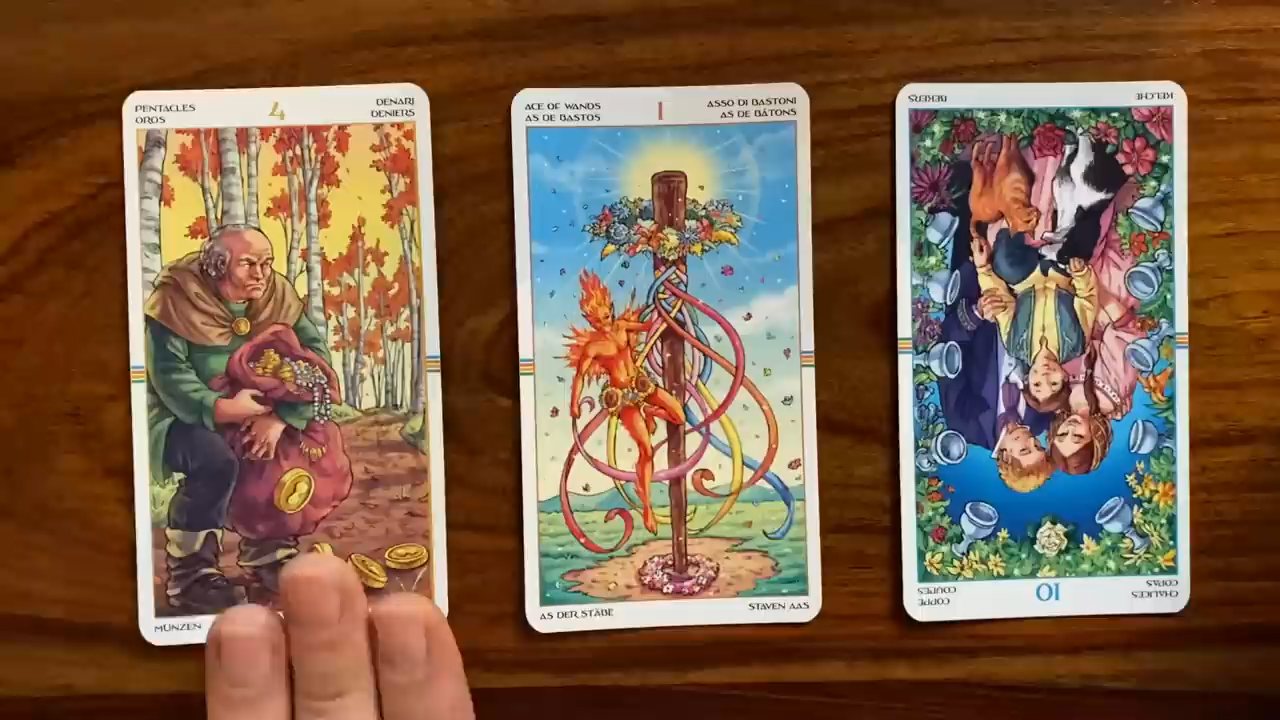 PENTACLES
OROS
4
DENARI
DENIERS
MÜNZEN
ACE OF WANDS
AS DE BASTOS
1
ASSO DI BASTONI
AS DE BÂTONS
AS DER STÄBE
STAVEN AAS
CHALICES
COPAS
10
COPPE
COUPES
KELCHE
BEKERS